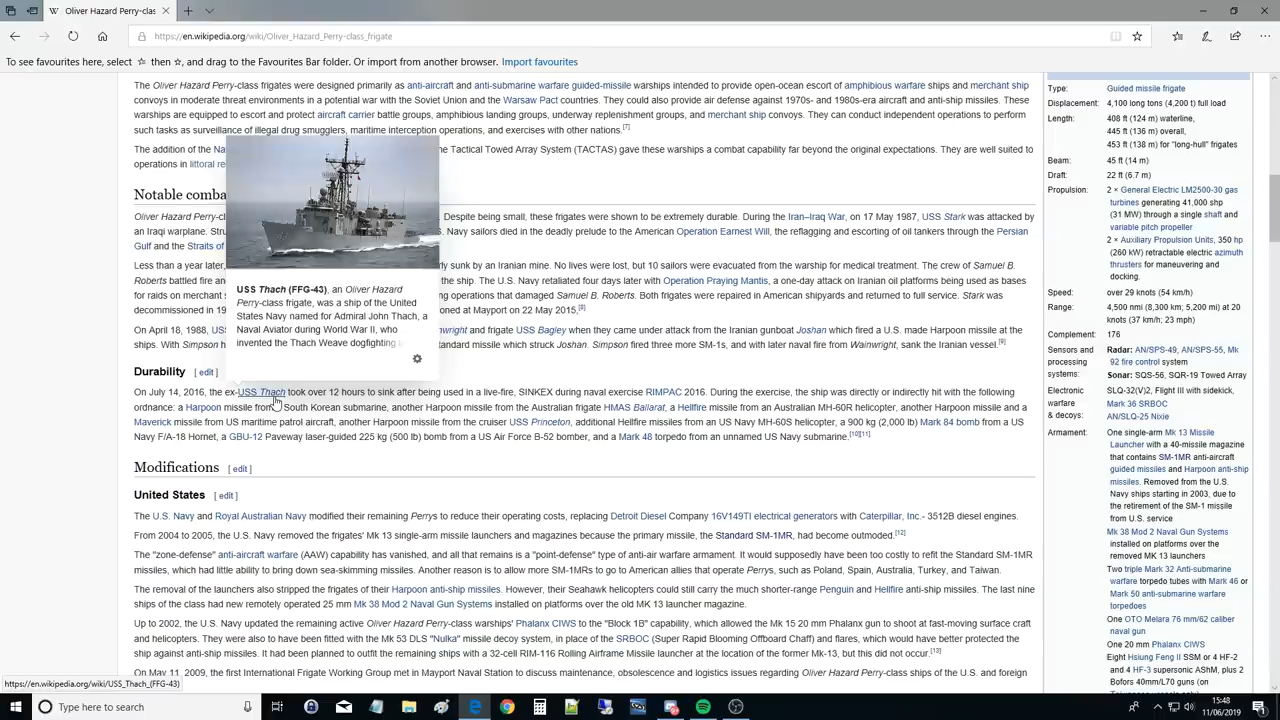 Oliver Hazard Perry-class frigate
https://en.wikipedia.org/wiki/Oliver_Hazard_Perry-class_frigate
To see favourites here, select ☆ then ☆, and drag to the Favourites Bar folder. Or import from another browser. Import favourites
The Oliver Hazard Perry-class frigates were designed primarily as anti-aircraft and anti-submarine warfare guided-missile warships intended to provide open-ocean escort of amphibious warfare ships and merchant ship
convoys in moderate threat environments in a potential war with the Soviet Union and the Warsaw Pact countries. They could also provide air defense against 1970s- and 1980s-era aircraft and anti-ship missiles. These
warships are equipped to escort and protect aircraft carrier battle groups, amphibious landing groups, underway replenishment groups, and merchant ship convoys. They can conduct independent operations to perform
such tasks as surveillance of illegal drug smugglers, maritime interception operations, and exercises with other nations.[7]
The addition of the Na he Tactical Towed Array System (TACTAS) gave these warships a combat capability far beyond the original expectations. They are well suited to
operations in littoral re
Notable comba
Oliver Hazard Perry-cl . Despite being small, these frigates were shown to be extremely durable. During the Iran–Iraq War, on 17 May 1987, USS Stark was attacked by
an Iraqi warplane. Stru . Navy sailors died in the deadly prelude to the American Operation Earnest Will, the reflagging and escorting of oil tankers through the Persian
Gulf and the Straits of
Less than a year later, rly sunk by an Iranian mine. No lives were lost, but 10 sailors were evacuated from the warship for medical treatment. The crew of Samuel B.
Roberts battled fire an d the ship. The U.S. Navy retaliated four days later with Operation Praying Mantis, a one-day attack on Iranian oil platforms being used as bases
for raids on merchant s ng operations that damaged Samuel B. Roberts. Both frigates were repaired in American shipyards and returned to full service. Stark was
decommissioned in 19 ioned at Mayport on 22 May 2015,[8]
On April 18, 1988, US inwright and frigate USS Bagley when they came under attack from the Iranian gunboat Joshan which fired a U.S. made Harpoon missile at the
ships. With Simpson h tandard missile which struck Joshan. Simpson fired three more SM-1s, and with later naval fire from Wainwright, sank the Iranian vessel.[9]
USS Thach (FFG-43), an Oliver
Hazard Perry-class frigate, was a ship of the United
States Navy named for Admiral John Thach, a
Naval Aviator during World War II, who
invented the Thach Weave dogfighting
Durability [ edit ]
On July 14, 2016, the ex-USS Thach took over 12 hours to sink after being used in a live-fire, SINKEX during naval exercise RIMPAC 2016. During the exercise, the ship was directly or indirectly hit with the following
ordnance: a Harpoon missile from South Korean submarine, another Harpoon missile from the Australian frigate HMAS Ballarat, a Hellfire missile from an Australian MH-60R helicopter, another Harpoon missile and a
Maverick missile from US maritime patrol aircraft, another Harpoon missile from the cruiser USS Princeton, additional Hellfire missiles from an US Navy MH-60S helicopter, a 900 kg (2,000 lb) Mark 84 bomb from a US
Navy F/A-18 Hornet, a GBU-12 Paveway laser-guided 225 kg (500 lb) bomb from a US Air Force B-52 bomber, and a Mark 48 torpedo from an unnamed US Navy submarine.[10][11]
Modifications [ edit ]
United States [ edit ]
The U.S. Navy and Royal Australian Navy modified their remaining Perrys to reduce their operating costs, replacing Detroit Diesel Company 16V149TI electrical generators with Caterpillar, Inc.- 3512B diesel engines.
From 2004 to 2005, the U.S. Navy removed the frigates' Mk 13 single-arm missile launchers and magazines because the primary missile, the Standard SM-1MR, had become outmoded.[12]
The "zone-defense" anti-aircraft warfare (AAW) capability has vanished, and all that remains is a "point-defense" type of anti-air warfare armament. It would supposedly have been too costly to refit the Standard SM-1MR
missiles, which had little ability to bring down sea-skimming missiles. Another reason is to allow more SM-1MRs to go to American allies that operate Perrys, such as Poland, Spain, Australia, Turkey, and Taiwan.
The removal of the launchers also stripped the frigates of their Harpoon anti-ship missiles. However, their Seahawk helicopters could still carry the much shorter-range Penguin and Hellfire anti-ship missiles. The last nine
ships of the class had new remotely operated 25 mm Mk 38 Mod 2 Naval Gun Systems installed on platforms over the old MK 13 launcher magazine.
Up to 2002, the U.S. Navy updated the remaining active Oliver Hazard Perry-class warships' Phalanx CIWS to the "Block 1B" capability, which allowed the Mk 15 20 mm Phalanx gun to shoot at fast-moving surface craft
and helicopters. They were also to have been fitted with the Mk 53 DLS "Nulka" missile decoy system, in place of the SRBOC (Super Rapid Blooming Offboard Chaff) and flares, which would have better protected the
ship against anti-ship missiles. It had been planned to outfit the remaining ships with a 32-cell RIM-116 Rolling Airframe Missile launcher at the location of the former Mk-13, but this did not occur.[13]
On May 11, 2009, the first International Frigate Working Group met in Mayport Naval Station to discuss maintenance, obsolescence and logistics issues regarding Oliver Hazard Perry-class ships of the U.S. and foreign
Type: Guided missile frigate
Displacement: 4,100 long tons (4,200 t) full load
Length: 408 ft (124 m) waterline,
445 ft (136 m) overall,
453 ft (138 m) for "long-hull" frigates
Beam: 45 ft (14 m)
Draft: 22 ft (6.7 m)
Propulsion: 2 × General Electric LM2500-30 gas
turbines generating 41,000 shp
(31 MW) through a single shaft and
variable pitch propeller
2 × Auxiliary Propulsion Units, 350 hp
(260 kW) retractable electric azimuth
thrusters for maneuvering and
docking.
Speed: over 29 knots (54 km/h)
Range: 4,500 nmi (8,300 km; 5,200 mi) at 20
knots (37 km/h; 23 mph)
Complement: 176
Sensors and
processing
systems:
Radar: AN/SPS-49, AN/SPS-55, Mk
92 fire control system
Sonar: SQS-56, SQR-19 Towed Array
Electronic
warfare
& decoys:
SLQ-32(V)2, Flight III with sidekick,
Mark 36 SRBOC
AN/SLQ-25 Nixie
Armament: One single-arm Mk 13 Missile
Launcher with a 40-missile magazine
that contains SM-1MR anti-aircraft
guided missiles and Harpoon anti-ship
missiles. Removed from the U.S.
Navy ships starting in 2003, due to
the retirement of the SM-1 missile
from U.S. service
Mk 38 Mod 2 Naval Gun Systems
installed on platforms over the
removed MK 13 launchers
Two triple Mark 32 Anti-submarine
warfare torpedo tubes with Mark 46 or
Mark 50 anti-submarine warfare
torpedoes
One OTO Melara 76 mm/62 caliber
naval gun
One 20 mm Phalanx CIWS
Eight Hsiung Feng II SSM or 4 HF-2
and 4 HF-3 supersonic AShM, plus 2
Bofors 40mm/L70 guns (on
https://en.wikipedia.org/wiki/USS_Thach_(FFG-43)
Type here to search
15:48
11/06/2019